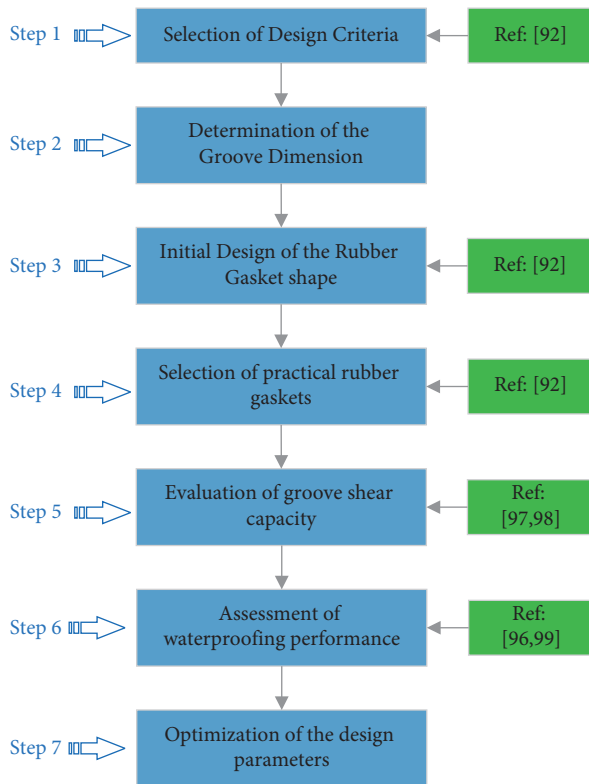 Step 1
Selection of Design Criteria
Ref: [92]
Step 2
Determination of the
Groove Dimension
Step 3
Initial Design of the Rubber
Gasket shape
Ref: [92]
Step 4
Selection of practical rubber
gaskets
Ref: [92]
Step 5
Evaluation of groove shear
capacity
Ref:
[97,98]
Step 6
Assessment of
waterproofing performance
Ref:
[96,99]
Step 7
Optimization of the design
parameters